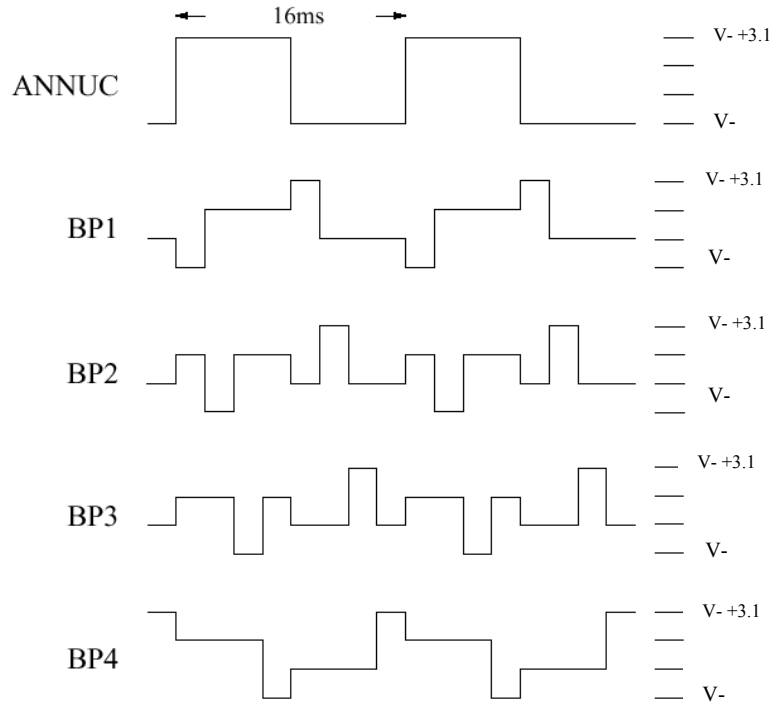 16ms
V- +3.1
ANNUC
V-
V- +3.1
BP1
V-
V- +3.1
BP2
V-
V- +3.1
BP3
V-
V- +3.1
BP4
V-